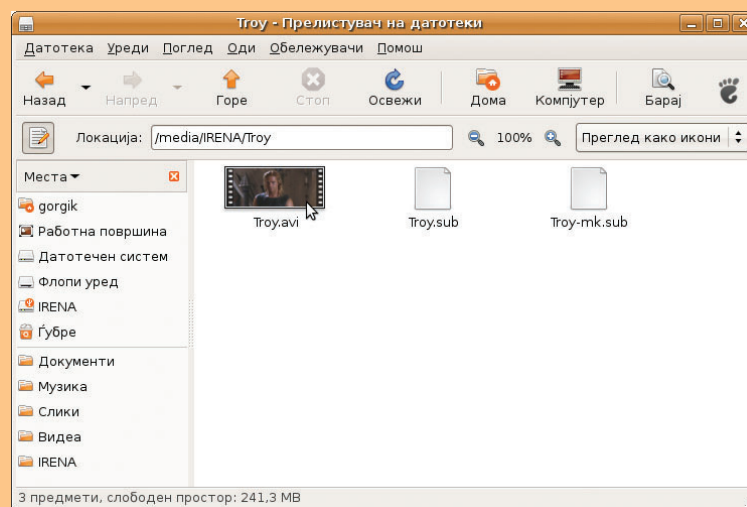 Troy - Прелистувач на датотеки
Датотека Уреди Поглед Оди Обележувачи Помош
Назад Напред Горе Стоп Освежи Дома Компјутер Барај
Локација: /media/IRENA/Troy 100% Преглед како икони
Места
gorgik
Работна површина
Датотечен систем
Флопи уред
IRENA
Ѓубре
Документи
Музика
Слики
Видеа
IRENA
Troy.avi Troy.sub Troy-mk.sub
3 предмети, слободен простор: 241,3 MB